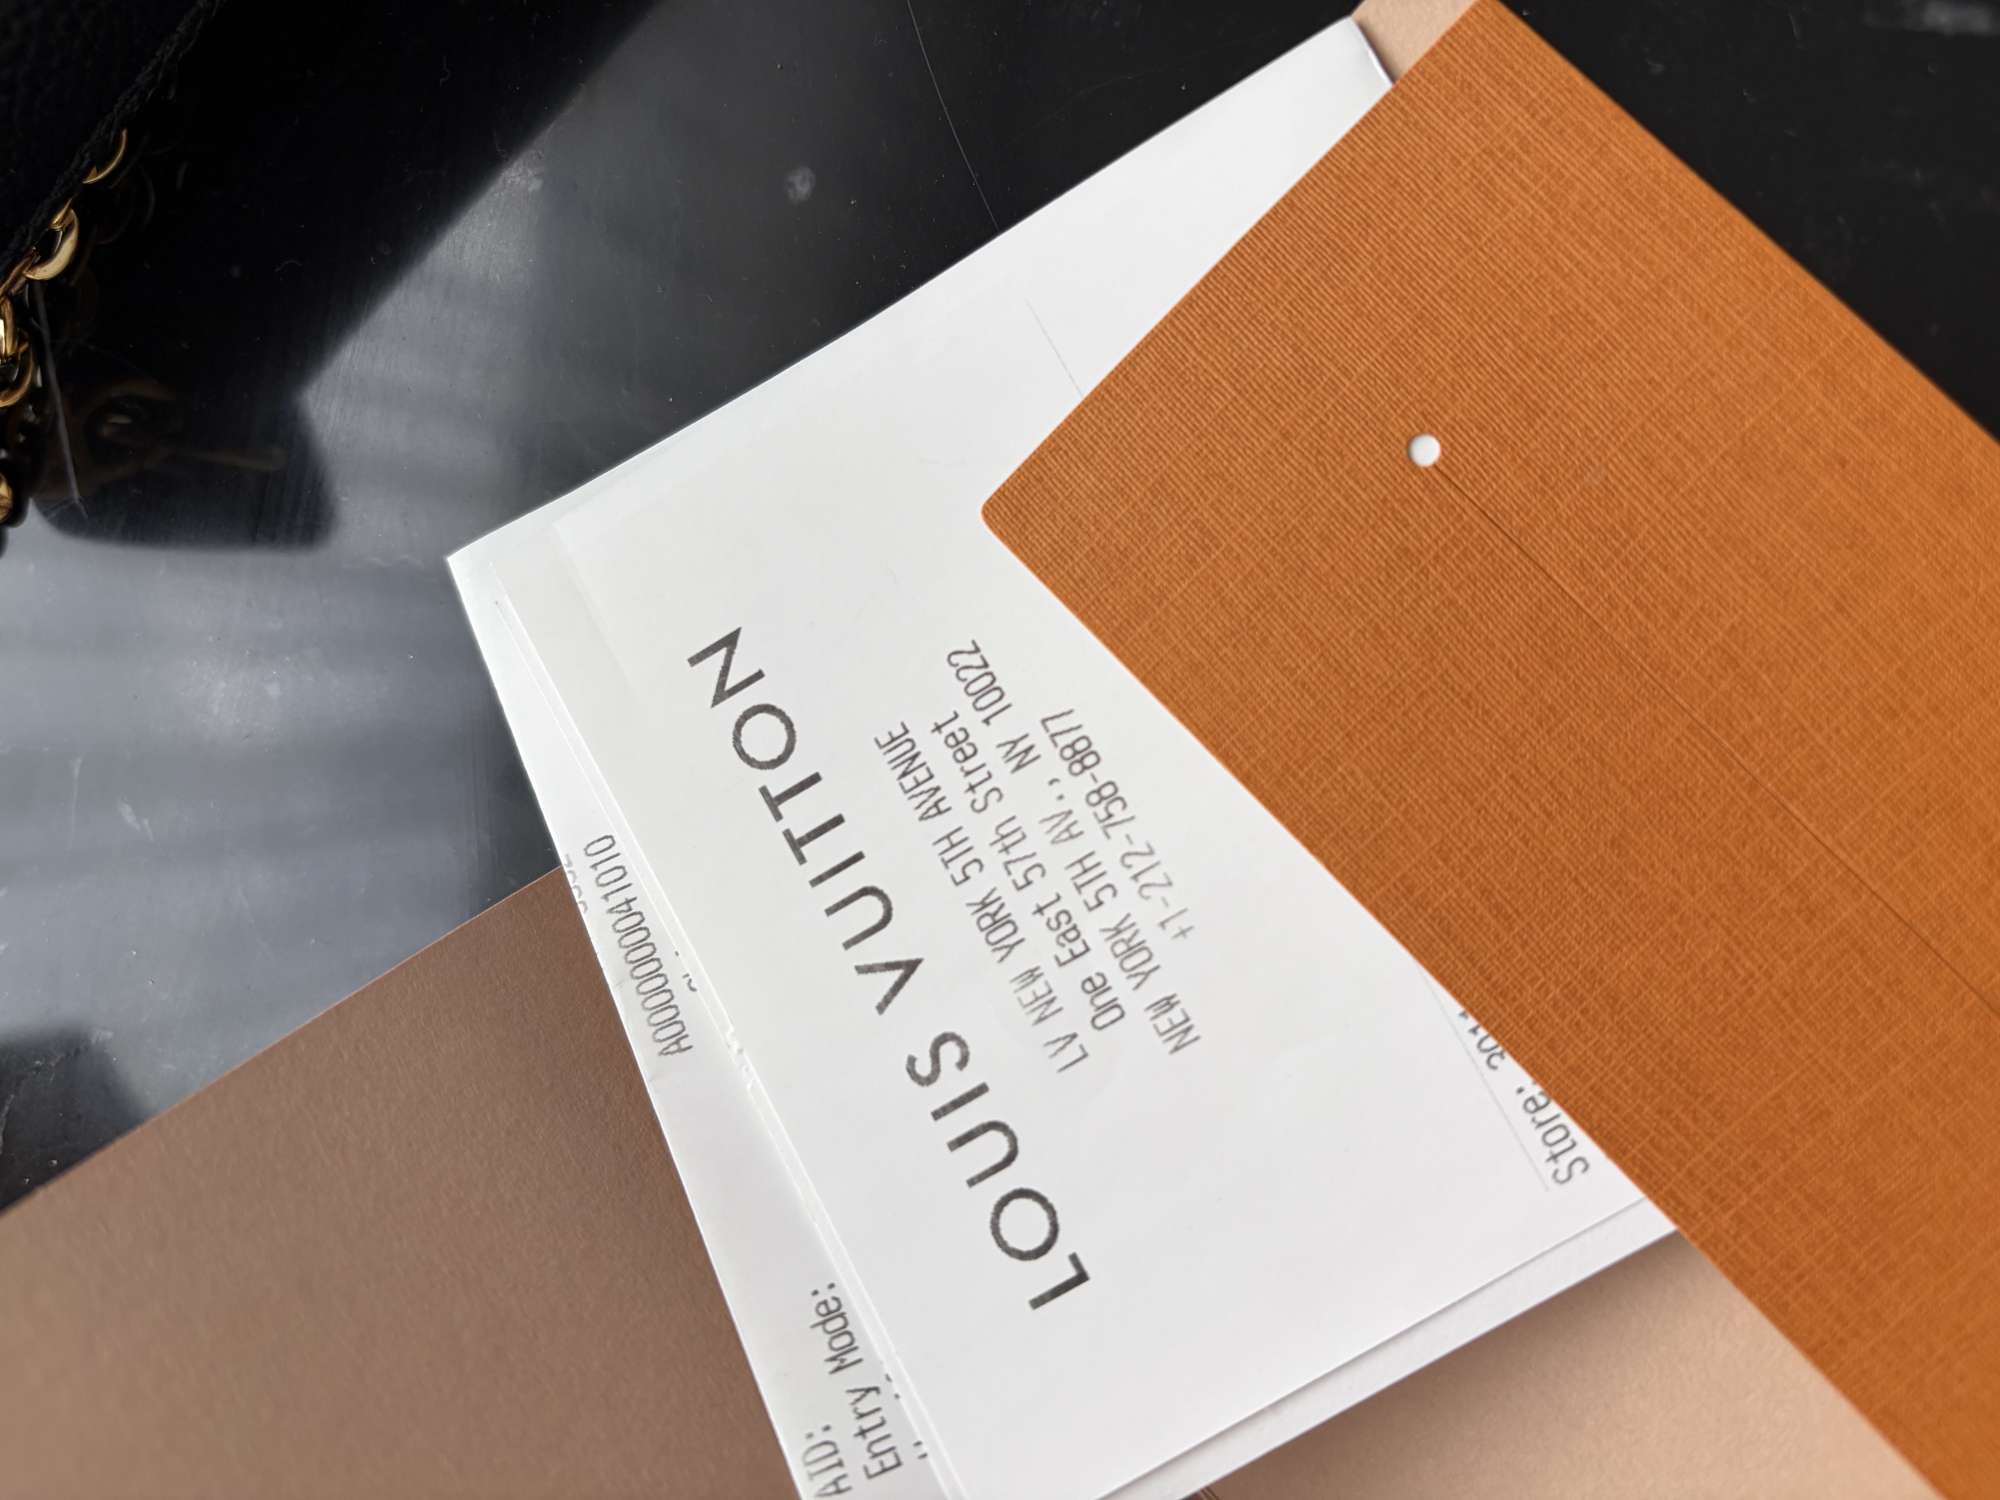 LOUIS VUITTON
LV NEW YORK 5TH AVENUE
One East 57th Street
NEW YORK 5TH AV., NY 10022
+1-212-758-8877
Store:
AID: A0000000041010
Entry Mode: